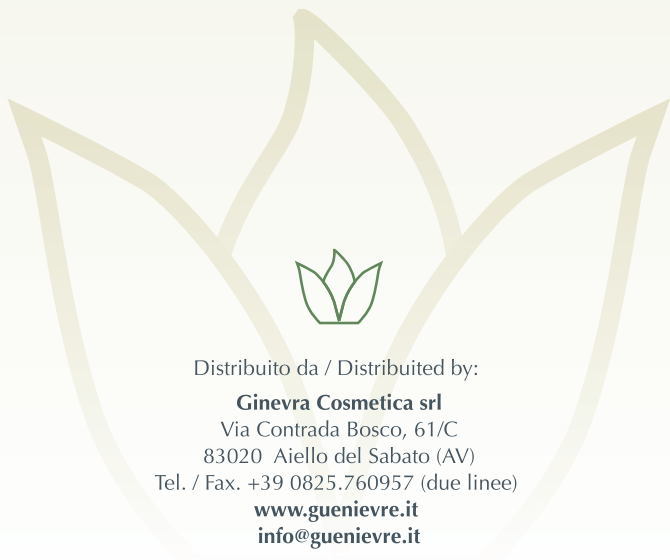 Distribuito da / Distribuited by:
Ginevra Cosmetica srl
Via Contrada Bosco, 61/C
83020  Aiello del Sabato (AV)
Tel. / Fax. +39 0825.760957 (due linee)
www.guenievre.it
info@guenievre.it